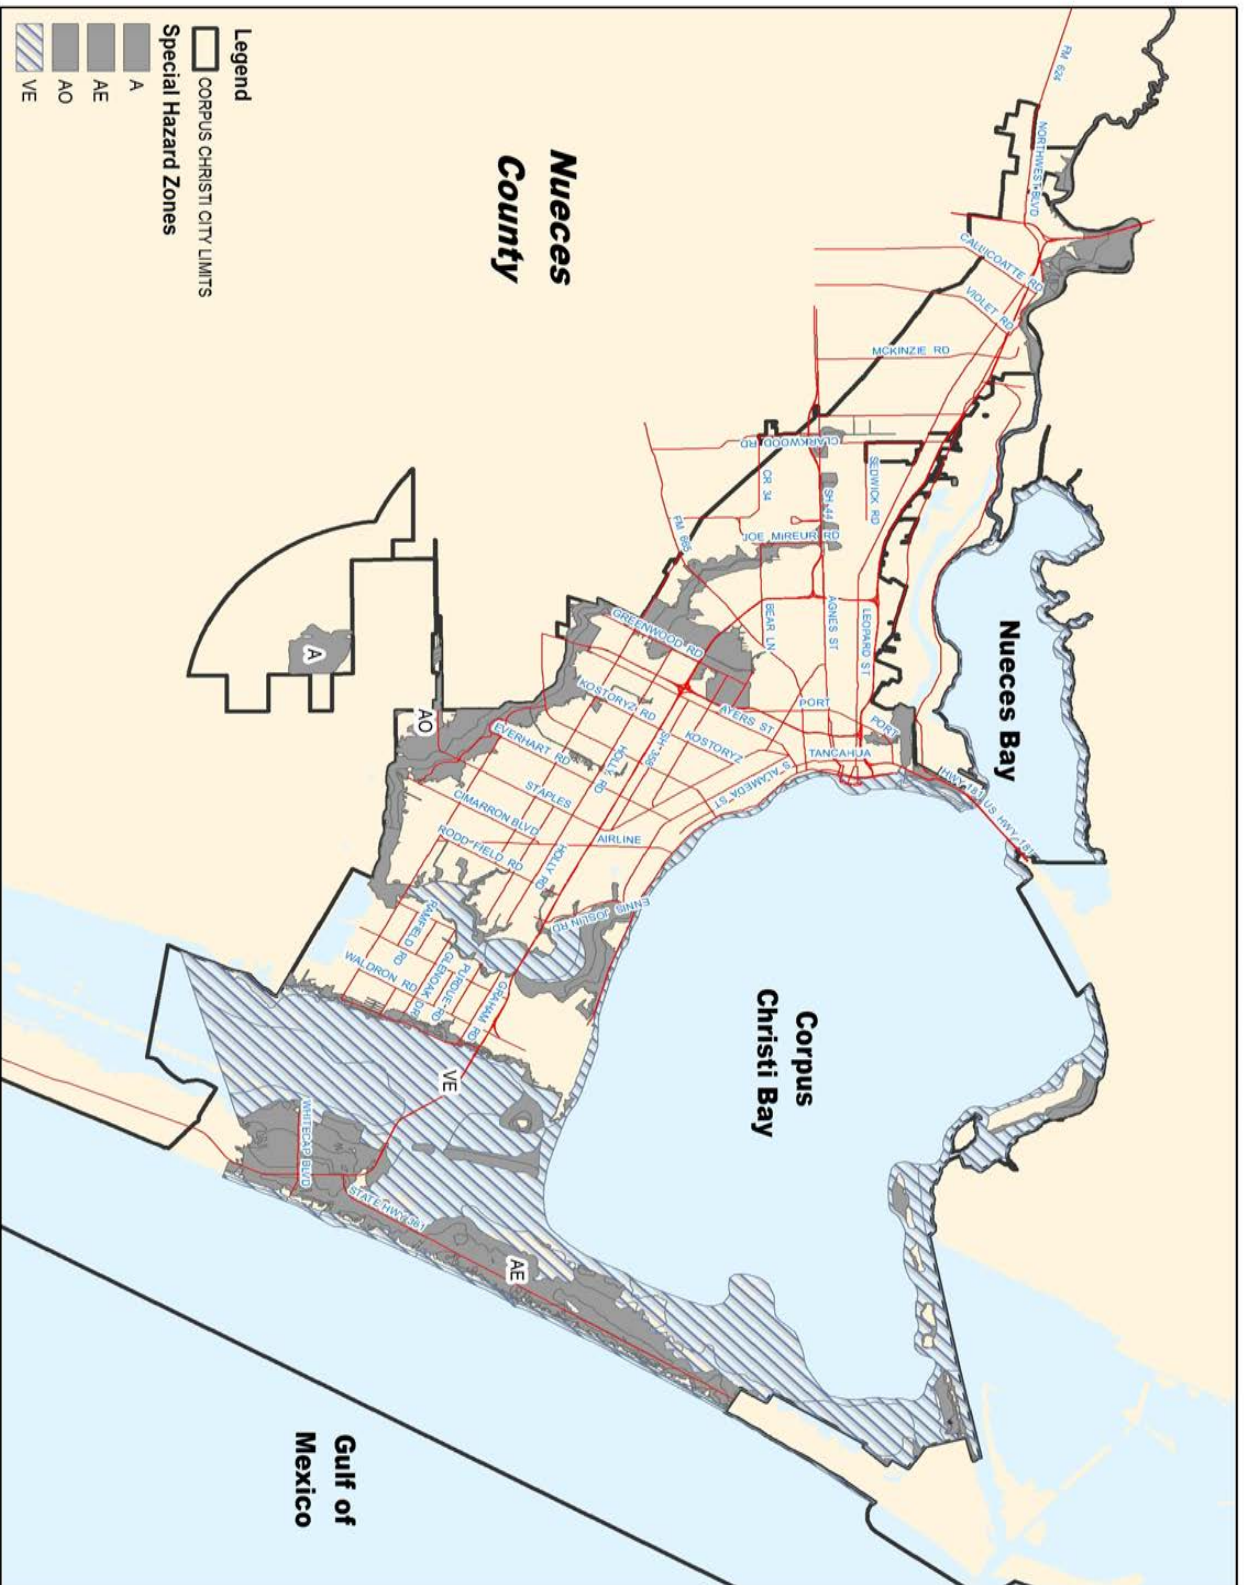 Legend
CORPUS CHRISTI CITY LIMITS
Special Hazard Zones
A
AE
AO
VE
Nueces
County
Nueces Bay
Corpus
Christi Bay
Gulf of
Mexico
FM 624
NORTHWEST BLVD
CALLICOATTE RD
VIOLET RD
MCKINZIE RD
CLARKWOOD RD
SEDWICK RD
CR 34
SH 44
JOE MIREUR RD
FM 665
BEAR LN
AGNES ST
LEOPARD ST
GREENWOOD RD
KOSTORYZ RD
AYERS ST
PORT
PORT
KOSTORYZ
SH 358
TANCAHUA
HWY 181
US HWY 181
EVERHART RD
HOLLY RD
S ALAMEDA ST
STAPLES
CIMARRON BLVD
AIRLINE
RODD FIELD RD
HOLLY RD
ENNIS JOSLIN RD
RAMFIELD RD
WALDRON RD
GLENOAK DR
PURDUE RD
GRAHAM RD
WHITECAP BLVD
STATE HWY 361
A
AO
VE
AE